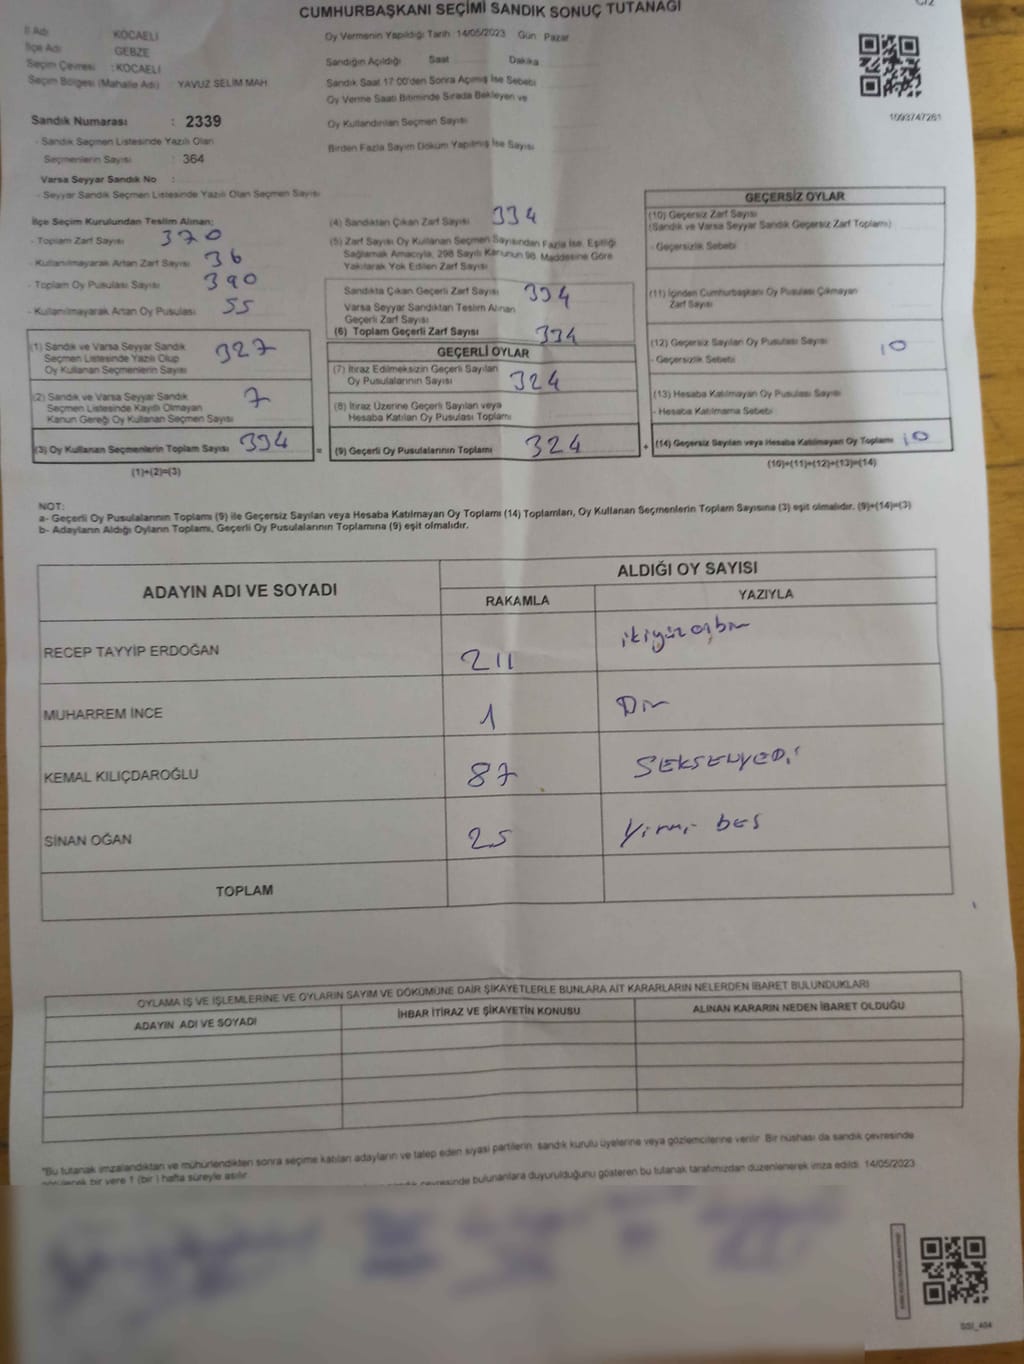 CUMHURBAŞKANI SEÇİMİ SANDIK SONUÇ TUTANAĞI
İl Adı KOCAELİ
İlçe Adı GEBZE
Seçim Çevresi :KOCAELİ
Seçim Bölgesi (Mahalle Adı) YAVUZ SELİM MAH
Sandık Numarası : 2339
- Sandık Seçmen Listesinde Yazılı Olan
Seçmenlerin Sayısı : 364
Varsa Seyyar Sandık No :
- Seyyar Sandık Seçmen Listesinde Yazılı Olan Seçmen Sayısı
Oy Vermenin Yapıldığı Tarih 14/05/2023 Gün Pazar
Sandığın Açıldığı Saat Dakika
Sandık Saat 17:00'den Sonra Açılmış İse Sebebi
Oy Verme Saati Bitiminde Sırada Bekleyen ve
Oy Kullandırılan Seçmen Sayısı
Birden Fazla Sayım Döküm Yapılmış İse Sayısı
1093747261
İlçe Seçim Kurulundan Teslim Alınan;
- Toplam Zarf Sayısı 370
- Kullanılmayarak Artan Zarf Sayısı 36
- Toplam Oy Pusulası Sayısı 390
- Kullanılmayarak Artan Oy Pusulası 55
(1) Sandık ve Varsa Seyyar Sandık
Seçmen Listesinde Yazılı Olup
Oy Kullanan Seçmenlerin Sayısı 327
(2) Sandık ve Varsa Seyyar Sandık
Seçmen Listesinde Kayıtlı Olmayan
Kanun Gereği Oy Kullanan Seçmen Sayısı 7
(3) Oy Kullanan Seçmenlerin Toplam Sayısı 334 =
(1)+(2)=(3)
(4) Sandıktan Çıkan Zarf Sayısı 334
(5) Zarf Sayısı Oy Kullanan Seçmen Sayısından Fazla İse, Eşitliği
Sağlamak Amacıyla, 298 Sayılı Kanunun 98. Maddesine Göre
Yakılarak Yok Edilen Zarf Sayısı
Sandıkta Çıkan Geçerli Zarf Sayısı 334
Varsa Seyyar Sandıktan Teslim Alınan
Geçerli Zarf Sayısı
(6) Toplam Geçerli Zarf Sayısı 334
GEÇERLİ OYLAR
(7) İtiraz Edilmeksizin Geçerli Sayılan
Oy Pusulalarının Sayısı 324
(8) İtiraz Üzerine Geçerli Sayılan veya
Hesaba Katılan Oy Pusulası Toplamı
(9) Geçerli Oy Pusulalarının Toplamı 324 +
GEÇERSİZ OYLAR
(10) Geçersiz Zarf Sayısı
(Sandık ve Varsa Seyyar Sandık Geçersiz Zarf Toplamı)
- Geçersizlik Sebebi
(11) İçinden Cumhurbaşkanı Oy Pusulası Çıkmayan
Zarf Sayısı
(12) Geçersiz Sayılan Oy Pusulası Sayısı 10
- Geçersizlik Sebebi
(13) Hesaba Katılmayan Oy Pusulası Sayısı
- Hesaba Katılmama Sebebi
(14) Geçersiz Sayılan veya Hesaba Katılmayan Oy Toplamı 10
(10)+(11)+(12)+(13)=(14)
NOT:
a- Geçerli Oy Pusulalarının Toplamı (9) ile Geçersiz Sayılan veya Hesaba Katılmayan Oy Toplamı (14) Toplamları, Oy Kullanan Seçmenlerin Toplam Sayısına (3) eşit olmalıdır. (9)+(14)=(3)
b- Adayların Aldığı Oyların Toplamı, Geçerli Oy Pusulalarının Toplamına (9) eşit olmalıdır.
ADAYIN ADI VE SOYADI ALDIĞI OY SAYISI
RAKAMLA YAZIYLA
RECEP TAYYİP ERDOĞAN 211 ikiyüzonbir
MUHARREM İNCE 1 Bir
KEMAL KILIÇDAROĞLU 87 SEKSENYEDİ
SİNAN OĞAN 25 Yirmi beş
TOPLAM
OYLAMA İŞ VE İŞLEMLERİNE VE OYLARIN SAYIM VE DÖKÜMÜNE DAİR ŞİKAYETLERLE BUNLARA AİT KARARLARIN NELERDEN İBARET BULUNDUKLARI
ADAYIN ADI VE SOYADI İHBAR İTİRAZ VE ŞİKAYETİN KONUSU ALINAN KARARIN NEDEN İBARET OLDUĞU
*Bu tutanak imzalandıktan ve mühürlendikten sonra seçime katılan adayların ve talep eden siyasi partilerin sandık kurulu üyelerine veya gözlemcilerine verilir. Bir nüshası da sandık çevresinde
görülecek bir yere 1 (bir ) hafta süreyle asılır.
çevresinde bulunanlara duyurulduğunu gösteren bu tutanak tarafımızdan düzenlenerek imza edildi. 14/05/2023